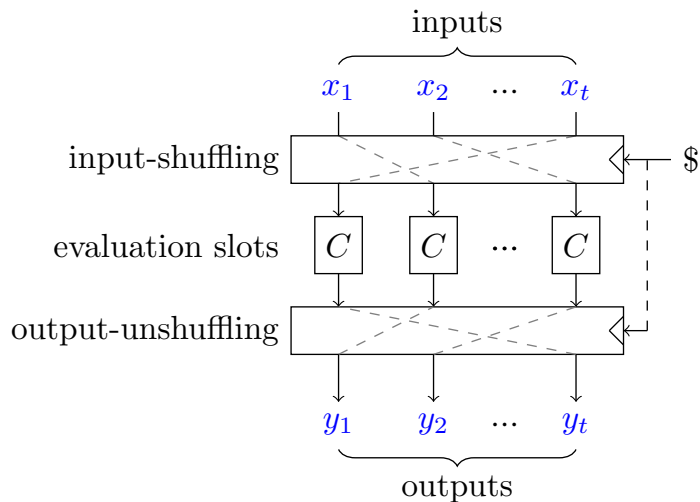 inputs
x₁ x₂ ... xₜ
input-shuffling $
evaluation slots C C ... C
output-unshuffling
y₁ y₂ ... yₜ
outputs